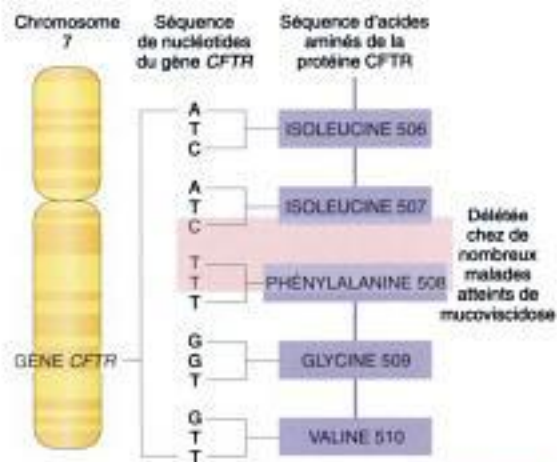 Chromosome
7
Séquence
de nucléotides
du gène CFTR
Séquence d'acides
aminés de la
protéine CFTR
A
T
C
ISOLEUCINE 506
A
T
C
ISOLEUCINE 507
T
T
T
PHÉNYLALANINE 508
Délétée
chez de
nombreux
malades
atteints de
mucoviscidose
GÈNE CFTR
G
G
T
GLYCINE 509
G
T
T
VALINE 510